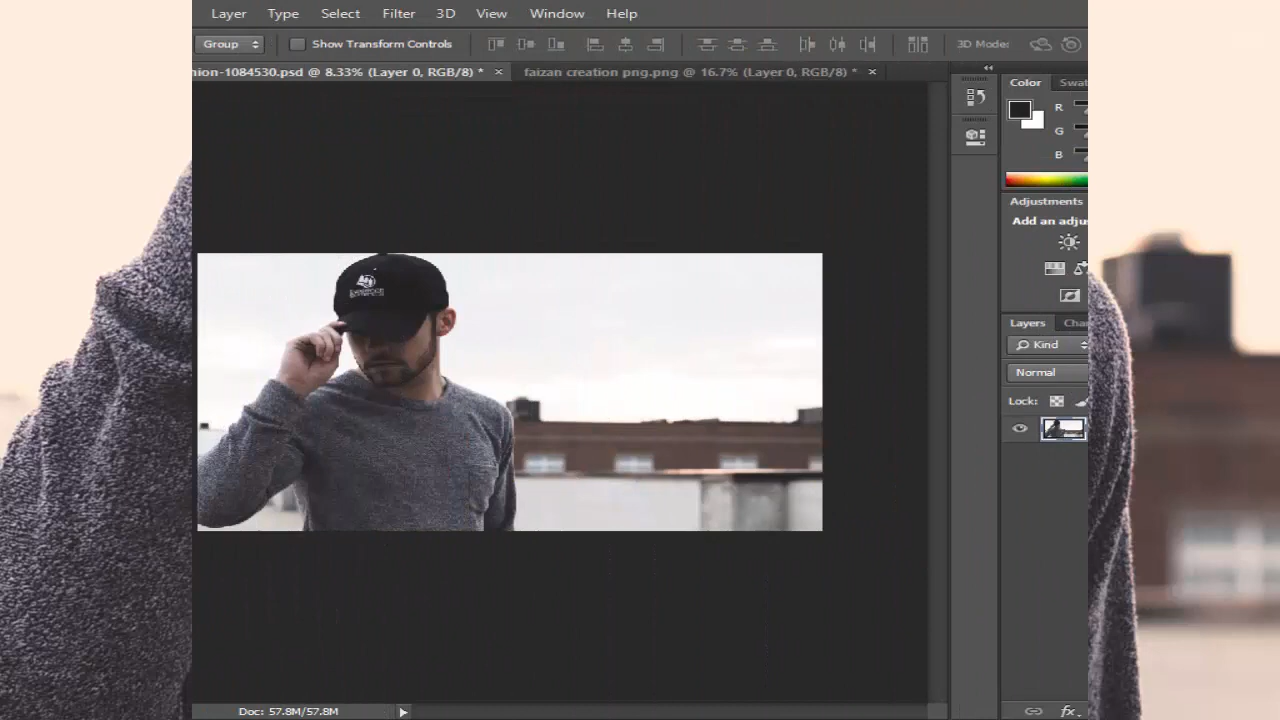 Layer Type Select Filter 3D View Window Help
Group Show Transform Controls 3D Mode:
nion-1084530.psd @ 8.33% (Layer 0, RGB/8) * × faizan creation png.png @ 16.7% (Layer 0, RGB/8) * ×
Color Swat
R
G
B
Adjustments
Add an adju
Layers Cha
Kind
Normal
Lock:
Doc: 57.8M/57.8M
fx